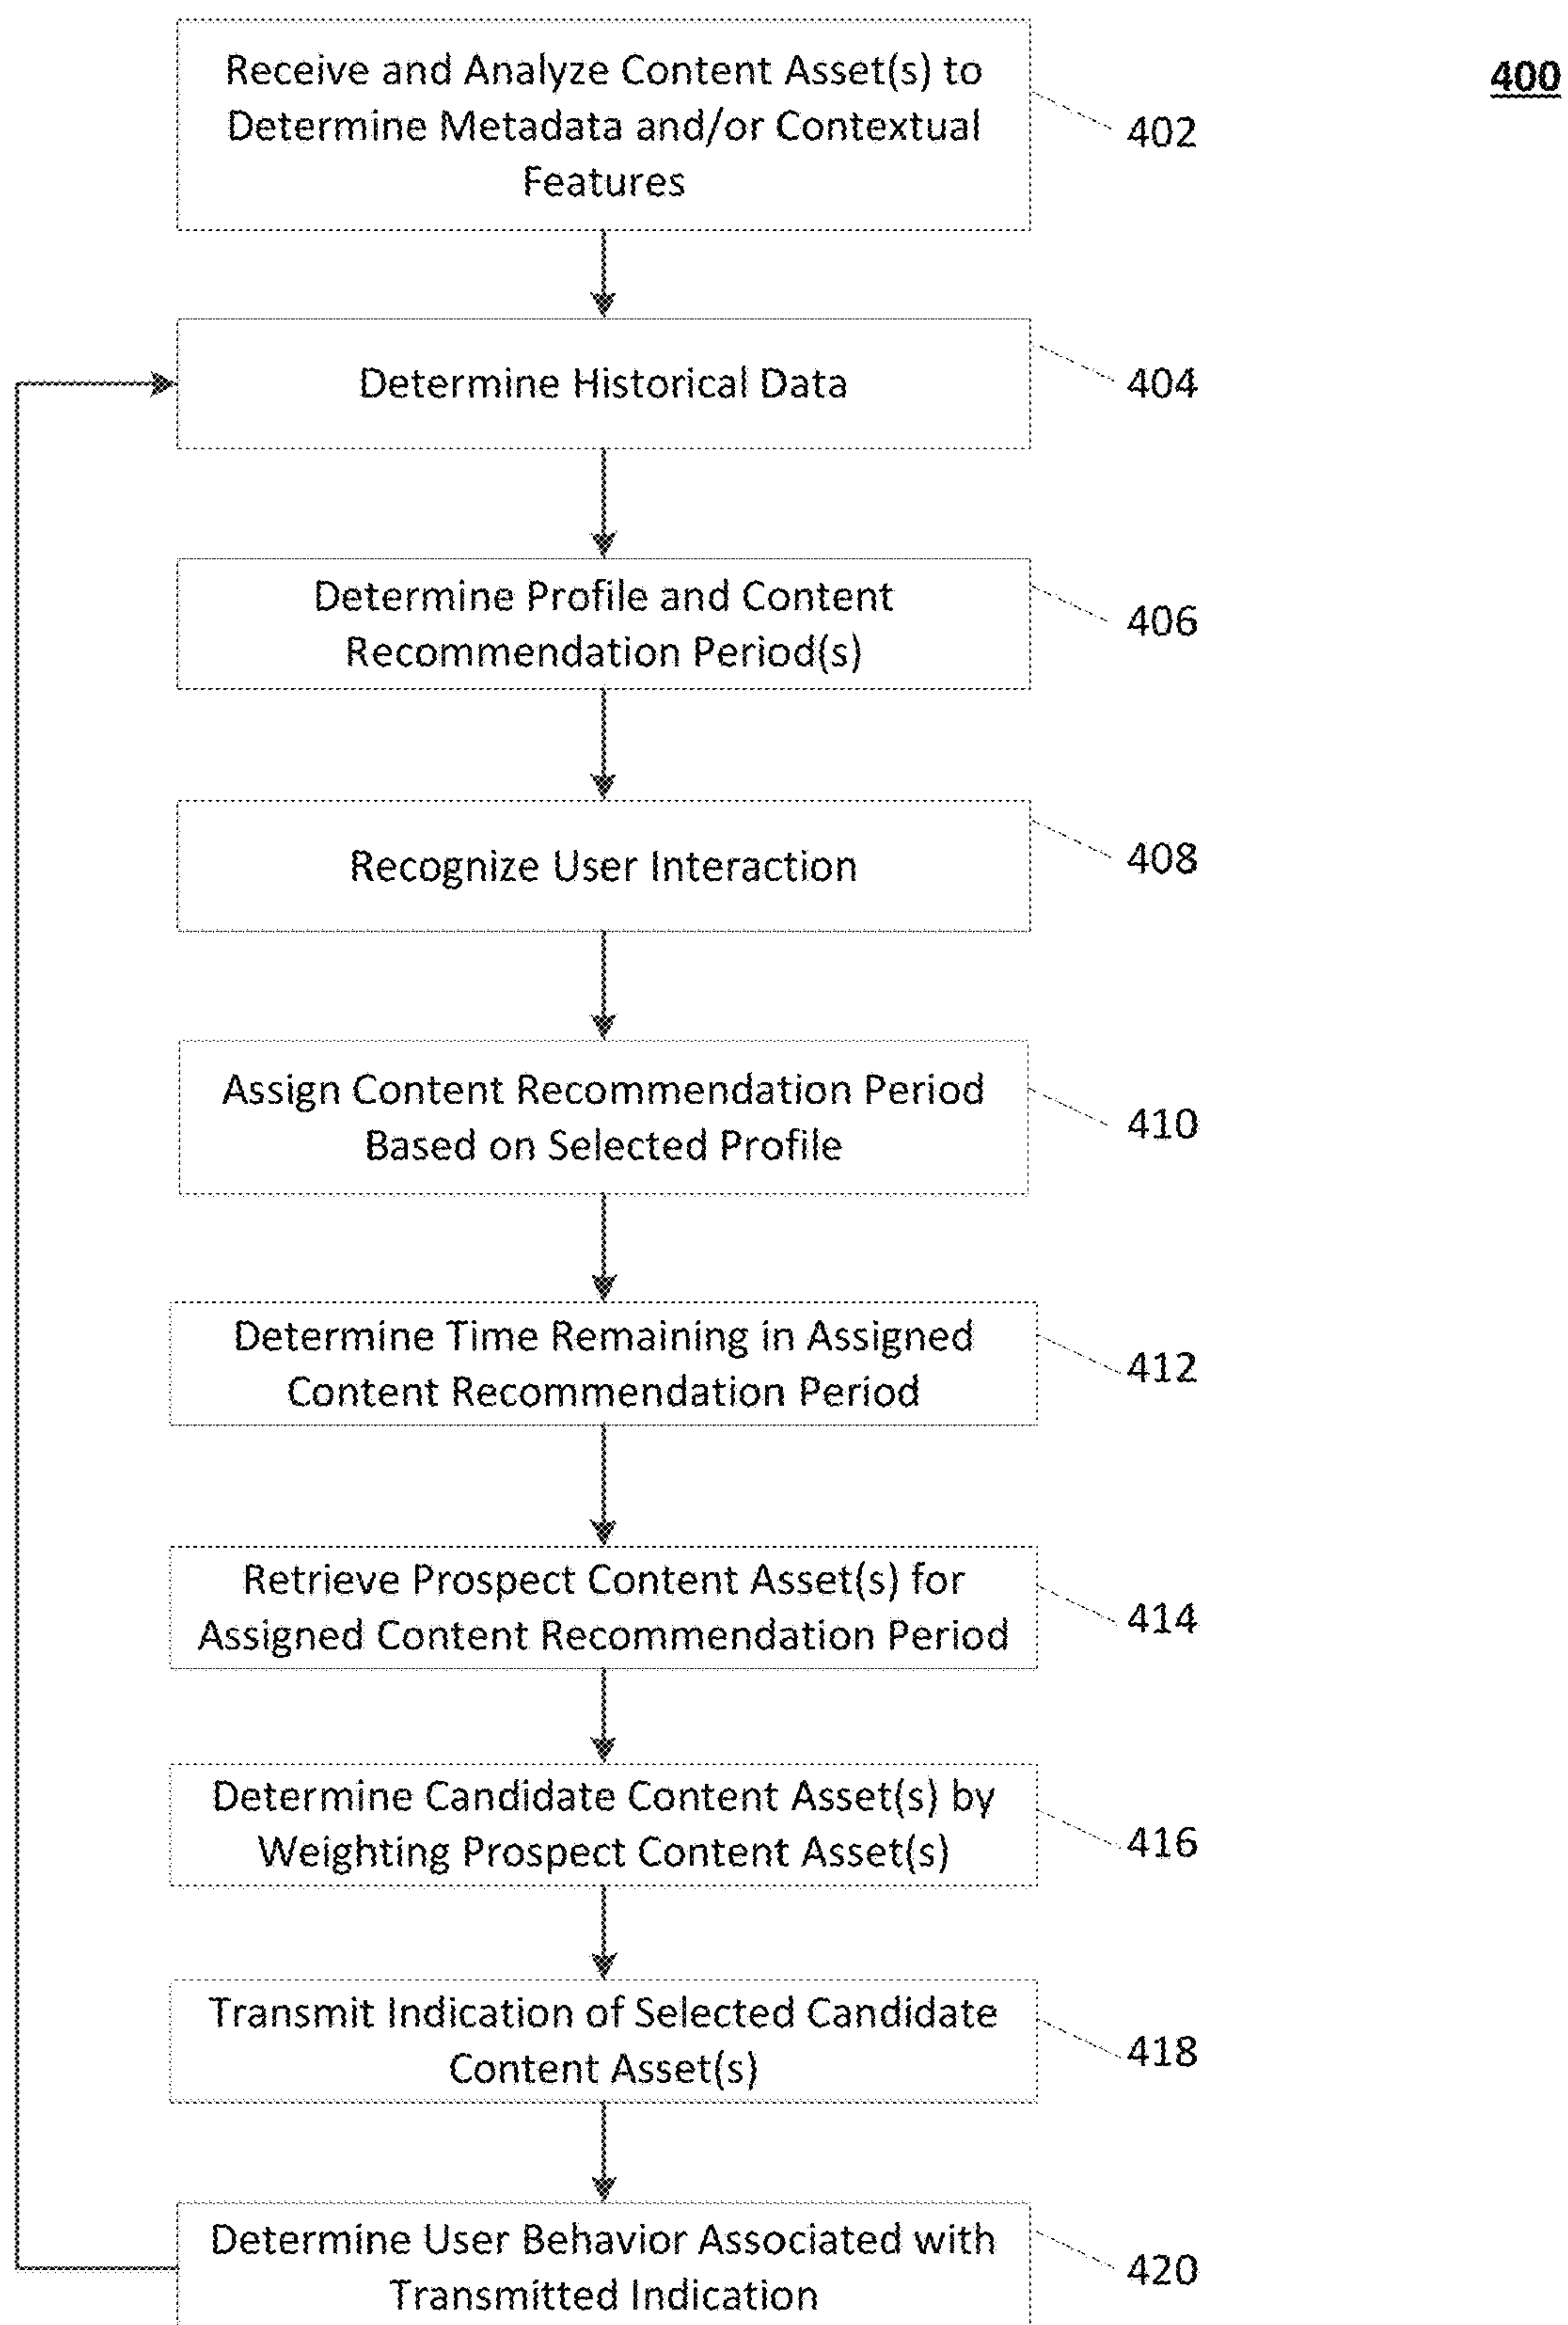 400
Receive and Analyze Content Asset(s) to
Determine Metadata and/or Contextual
Features
402
Determine Historical Data
404
Determine Profile and Content
Recommendation Period(s)
406
Recognize User Interaction
408
Assign Content Recommendation Period
Based on Selected Profile
410
Determine Time Remaining in Assigned
Content Recommendation Period
412
Retrieve Prospect Content Asset(s) for
Assigned Content Recommendation Period
414
Determine Candidate Content Asset(s) by
Weighting Prospect Content Asset(s)
416
Transmit Indication of Selected Candidate
Content Asset(s)
418
Determine User Behavior Associated with
Transmitted Indication
420